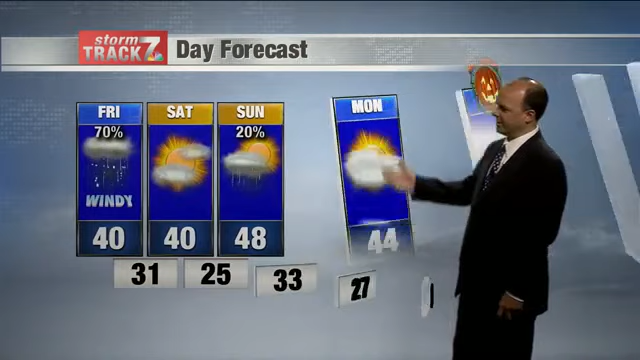 storm
TRACK 7 Day Forecast
FRI SAT SUN MON
70% 20%
WINDY
40 40 48 44
31 25 33 27